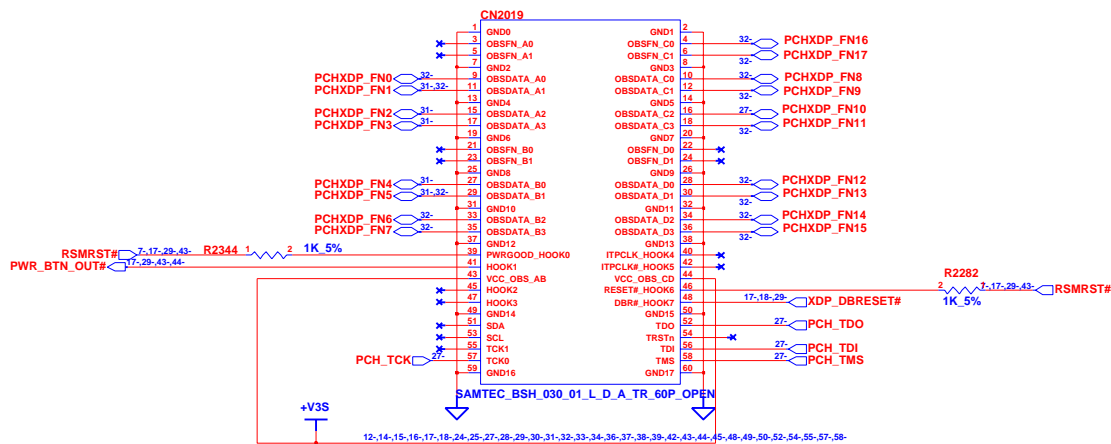 CN2019
1 GND0 GND1 2
3 OBSFN_A0 OBSFN_C0 4 32- PCHXDP_FN16
5 OBSFN_A1 OBSFN_C1 6 32- PCHXDP_FN17
7 GND2 GND3 8
PCHXDP_FN0 32- 9 OBSDATA_A0 OBSDATA_C0 10 32- PCHXDP_FN8
PCHXDP_FN1 31-,32- 11 OBSDATA_A1 OBSDATA_C1 12 32- PCHXDP_FN9
13 GND4 GND5 14
PCHXDP_FN2 31- 15 OBSDATA_A2 OBSDATA_C2 16 27- PCHXDP_FN10
PCHXDP_FN3 31- 17 OBSDATA_A3 OBSDATA_C3 18 32- PCHXDP_FN11
19 GND6 GND7 20
21 OBSFN_B0 OBSFN_D0 22
23 OBSFN_B1 OBSFN_D1 24
25 GND8 GND9 26
PCHXDP_FN4 31- 27 OBSDATA_B0 OBSDATA_D0 28 32- PCHXDP_FN12
PCHXDP_FN5 31-,32- 29 OBSDATA_B1 OBSDATA_D1 30 32- PCHXDP_FN13
31 GND10 GND11 32
PCHXDP_FN6 32- 33 OBSDATA_B2 OBSDATA_D2 34 32- PCHXDP_FN14
PCHXDP_FN7 32- 35 OBSDATA_B3 OBSDATA_D3 36 32- PCHXDP_FN15
37 GND12 GND13 38
RSMRST# 7-,17-,29-,43- R2344 1 2 1K_5% 39 PWRGOOD_HOOK0 ITPCLK_HOOK4 40
PWR_BTN_OUT# 17-,29-,43-,44- 41 HOOK1 ITPCLK#_HOOK5 42
43 VCC_OBS_AB VCC_OBS_CD 44
45 HOOK2 RESET#_HOOK6 46 R2282 2 1 1K_5% 7-,17-,29-,43- RSMRST#
47 HOOK3 DBR#_HOOK7 48 17-,18-,29- XDP_DBRESET#
49 GND14 GND15 50
51 SDA TDO 52 27- PCH_TDO
53 SCL TRSTn 54
55 TCK1 TDI 56 27- PCH_TDI
PCH_TCK 27- 57 TCK0 TMS 58 27- PCH_TMS
59 GND16 GND17 60
SAMTEC_BSH_030_01_L_D_A_TR_60P_OPEN
+V3S
12-,14-,15-,16-,17-,18-,24-,25-,27-,28-,29-,30-,31-,32-,33-,34-,36-,37-,38-,39-,42-,43-,44-,45-,48-,49-,50-,52-,54-,55-,57-,58-